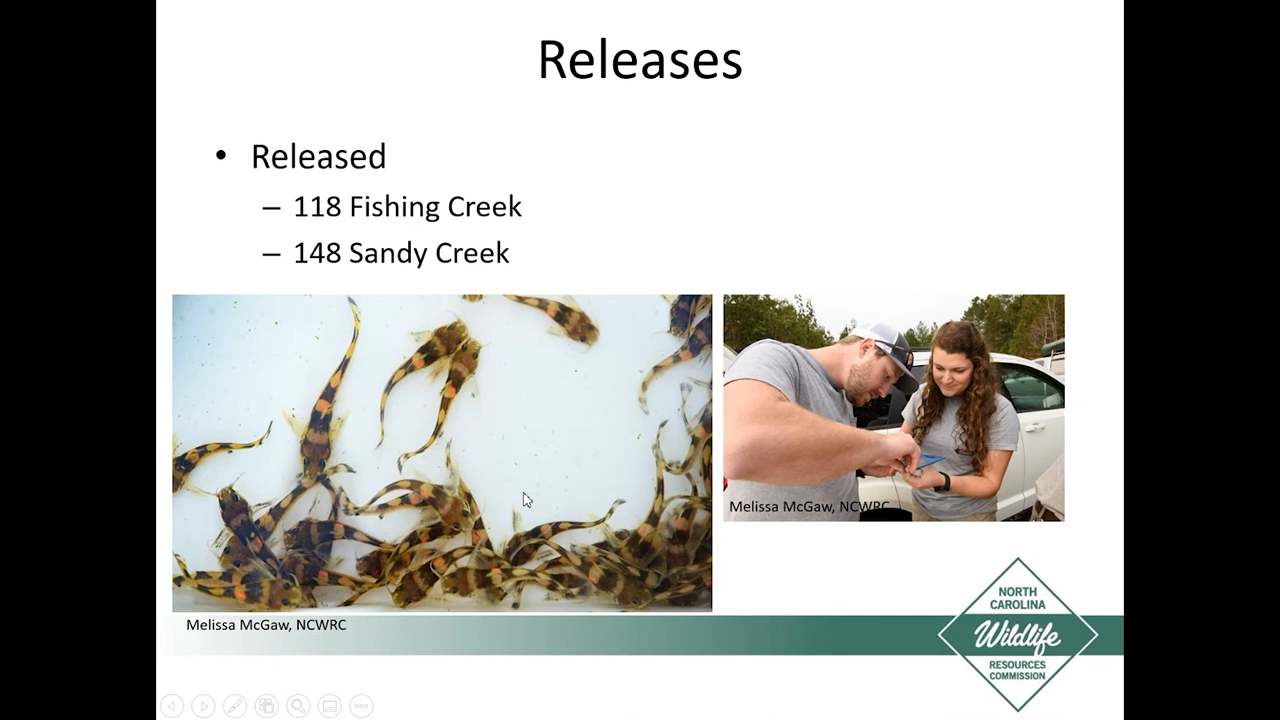 Releases
• Released
– 118 Fishing Creek
– 148 Sandy Creek
Melissa McGaw, NCWRC
Melissa McGaw, NCWRC
NORTH
CAROLINA
Wildlife
RESOURCES
COMMISSION